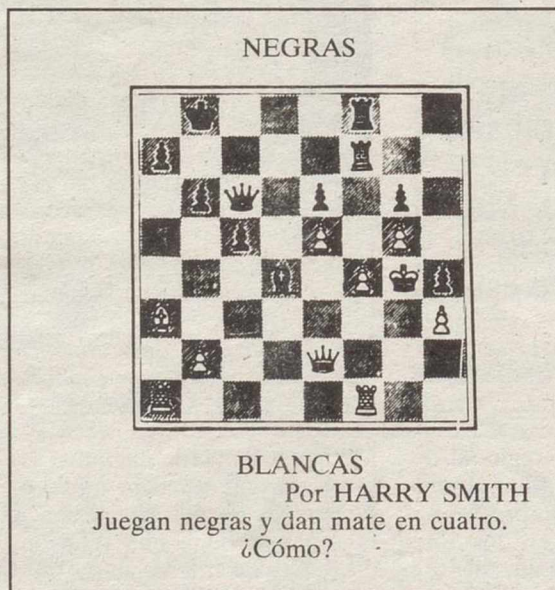 NEGRAS
BLANCAS
Por HARRY SMITH
Juegan negras y dan mate en cuatro.
¿Cómo?